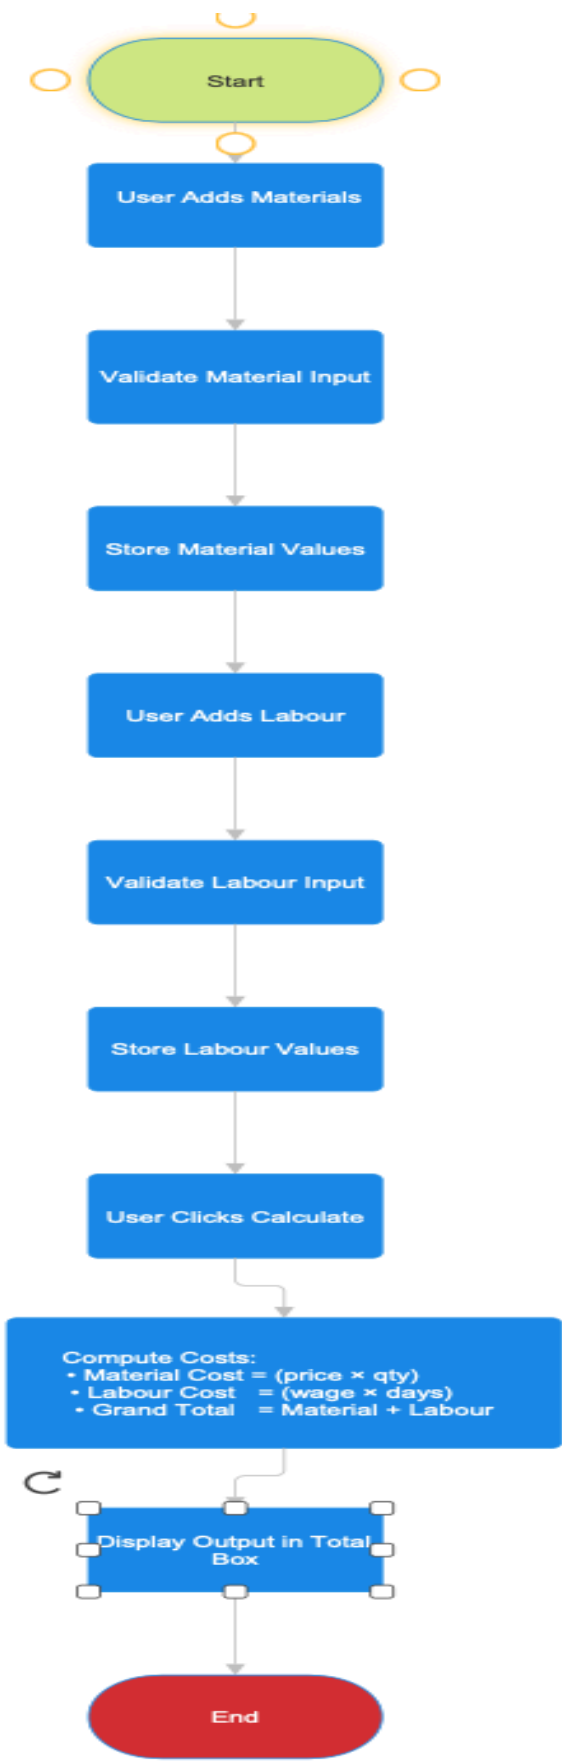 Start
User Adds Materials
Validate Material Input
Store Material Values
User Adds Labour
Validate Labour Input
Store Labour Values
User Clicks Calculate
Compute Costs:
• Material Cost = (price × qty)
• Labour Cost = (wage × days)
• Grand Total = Material + Labour
Display Output in Total
Box
End